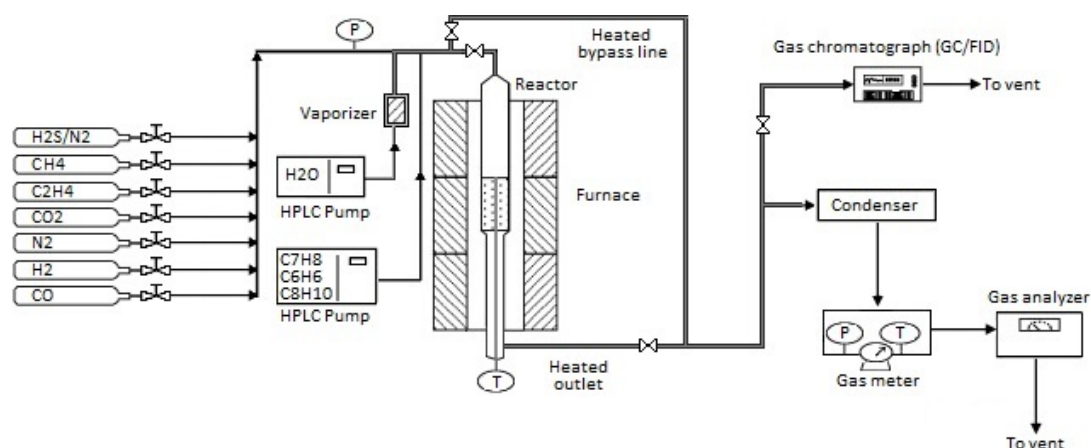 P
Heated
bypass line
Gas chromatograph (GC/FID)
To vent
Reactor
Vaporizer
H2S/N2
CH4
C2H4
CO2
N2
H2
CO
H2O
HPLC Pump
Furnace
Condenser
C7H8
C6H6
C8H10
HPLC Pump
Gas analyzer
P
T
Gas meter
Heated
outlet
T
To vent